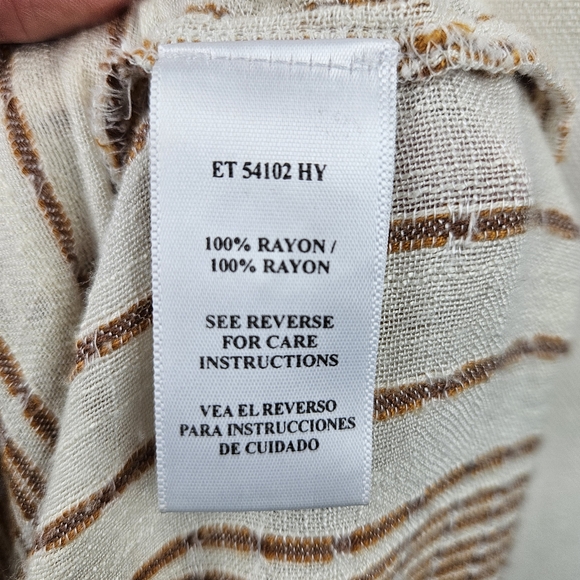 ET 54102 HY
100% RAYON /
100% RAYON
SEE REVERSE
FOR CARE
INSTRUCTIONS
VEA EL REVERSO
PARA INSTRUCCIONES
DE CUIDADO